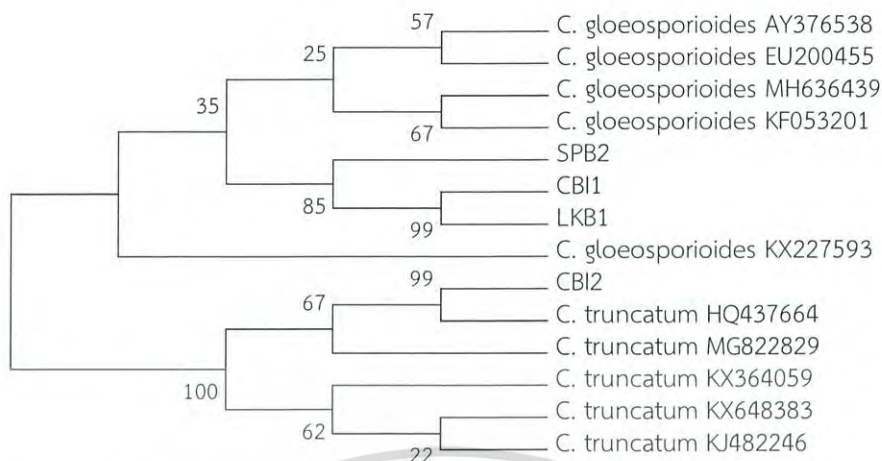 57
C. gloeosporioides AY376538
25
C. gloeosporioides EU200455
C. gloeosporioides MH636439
35
C. gloeosporioides KF053201
67
SPB2
CBI1
85
LKB1
99
C. gloeosporioides KX227593
99
CBI2
67
C. truncatum HQ437664
C. truncatum MG822829
100
C. truncatum KX364059
C. truncatum KX648383
62
C. truncatum KJ482246
22